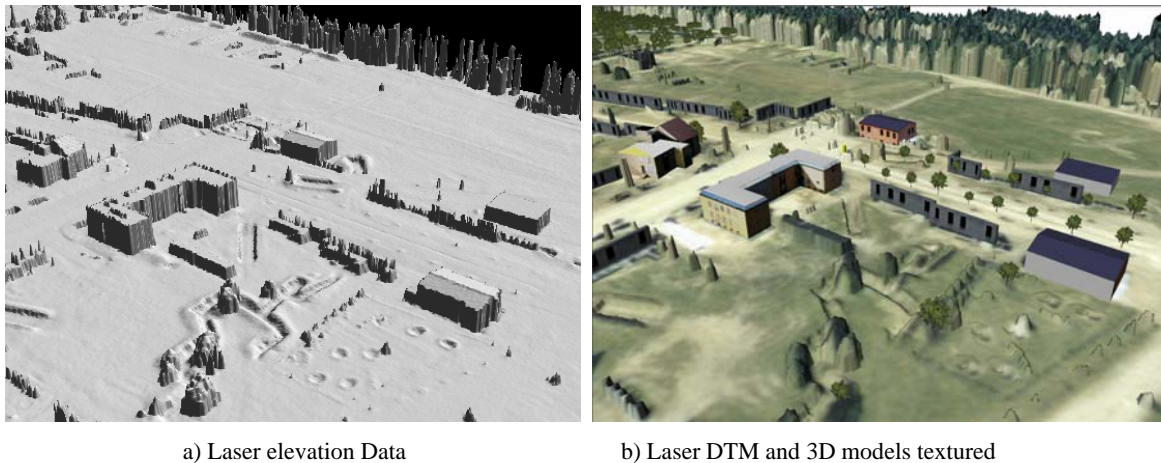 a) Laser elevation Data
b) Laser DTM and 3D models textured